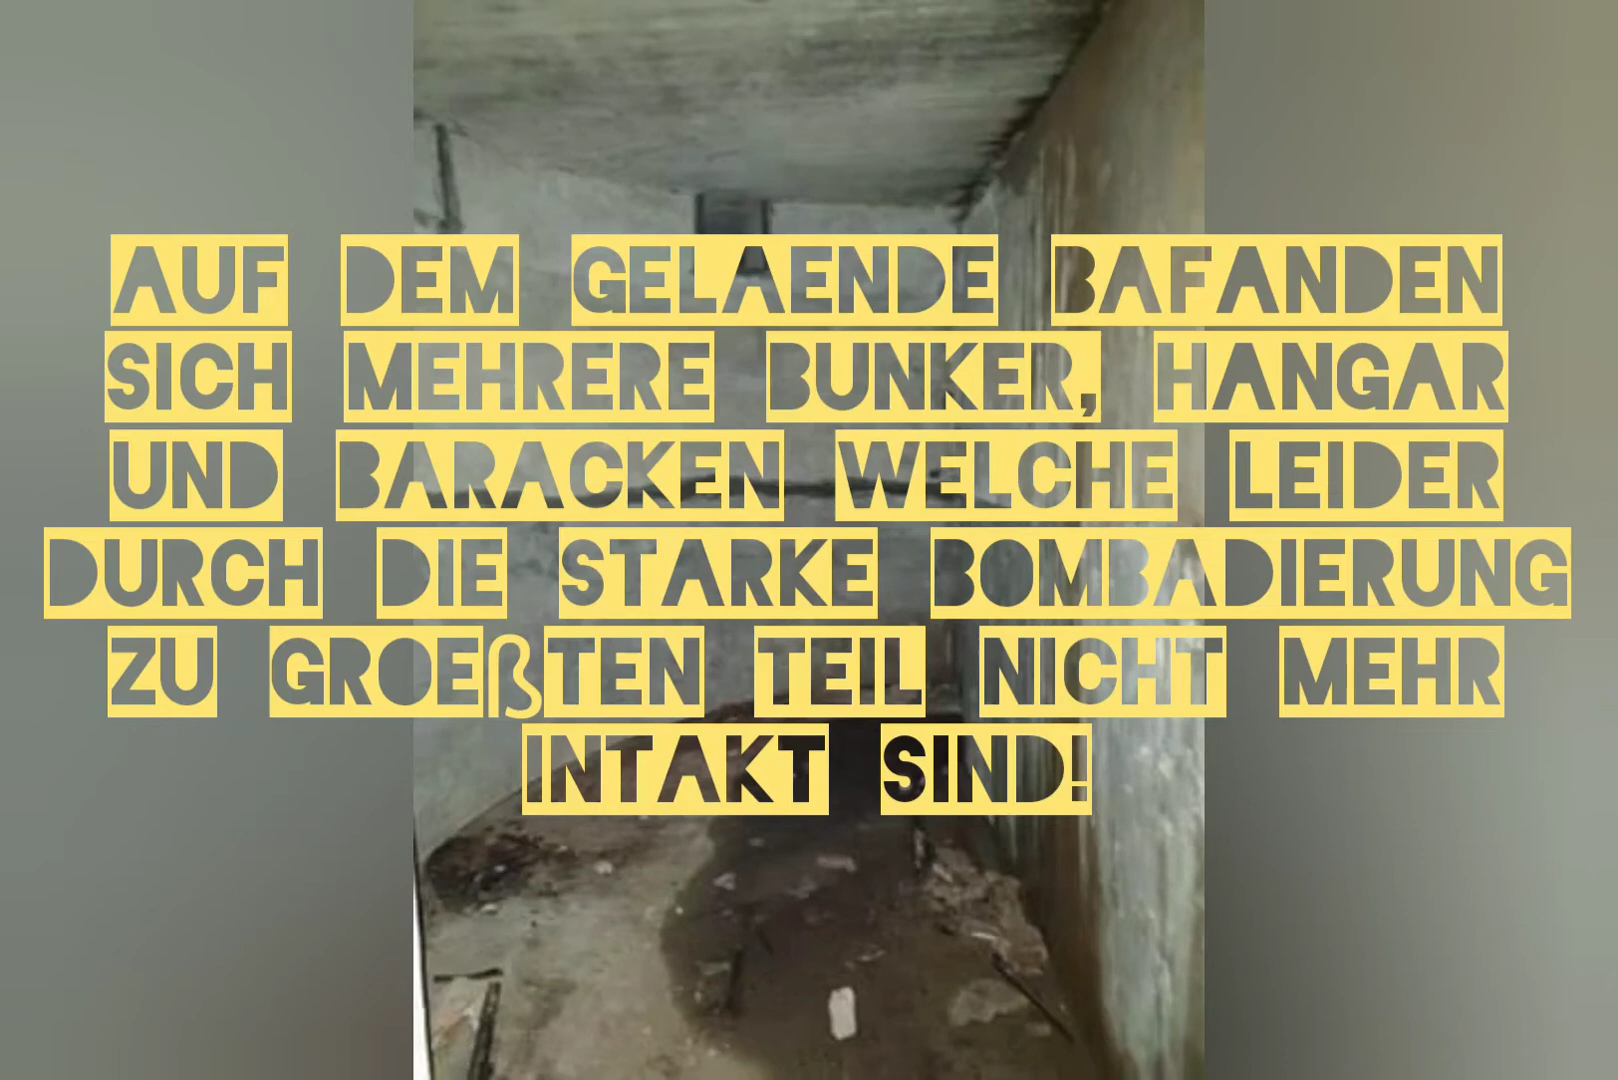 AUF DEM GELAENDE BAFANDEN
SICH MEHRERE BUNKER, HANGAR
UND BARACKEN WELCHE LEIDER
DURCH DIE STARKE BOMBADIERUNG
ZU GROEßTEN TEIL NICHT MEHR
INTAKT SIND!